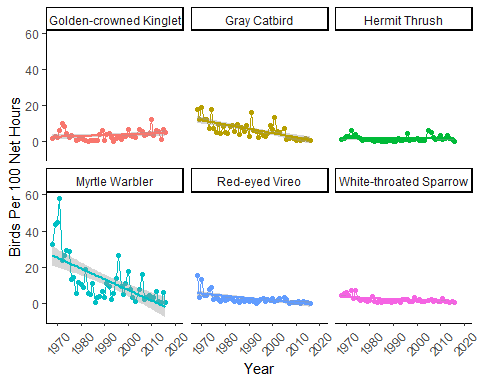 Golden-crowned Kinglet Gray Catbird Hermit Thrush
60
40
20
0
Myrtle Warbler Red-eyed Vireo White-throated Sparrow
60
40
20
0
Birds Per 100 Net Hours
1970 1980 1990 2000 2010 2020 1970 1980 1990 2000 2010 2020 1970 1980 1990 2000 2010 2020
Year